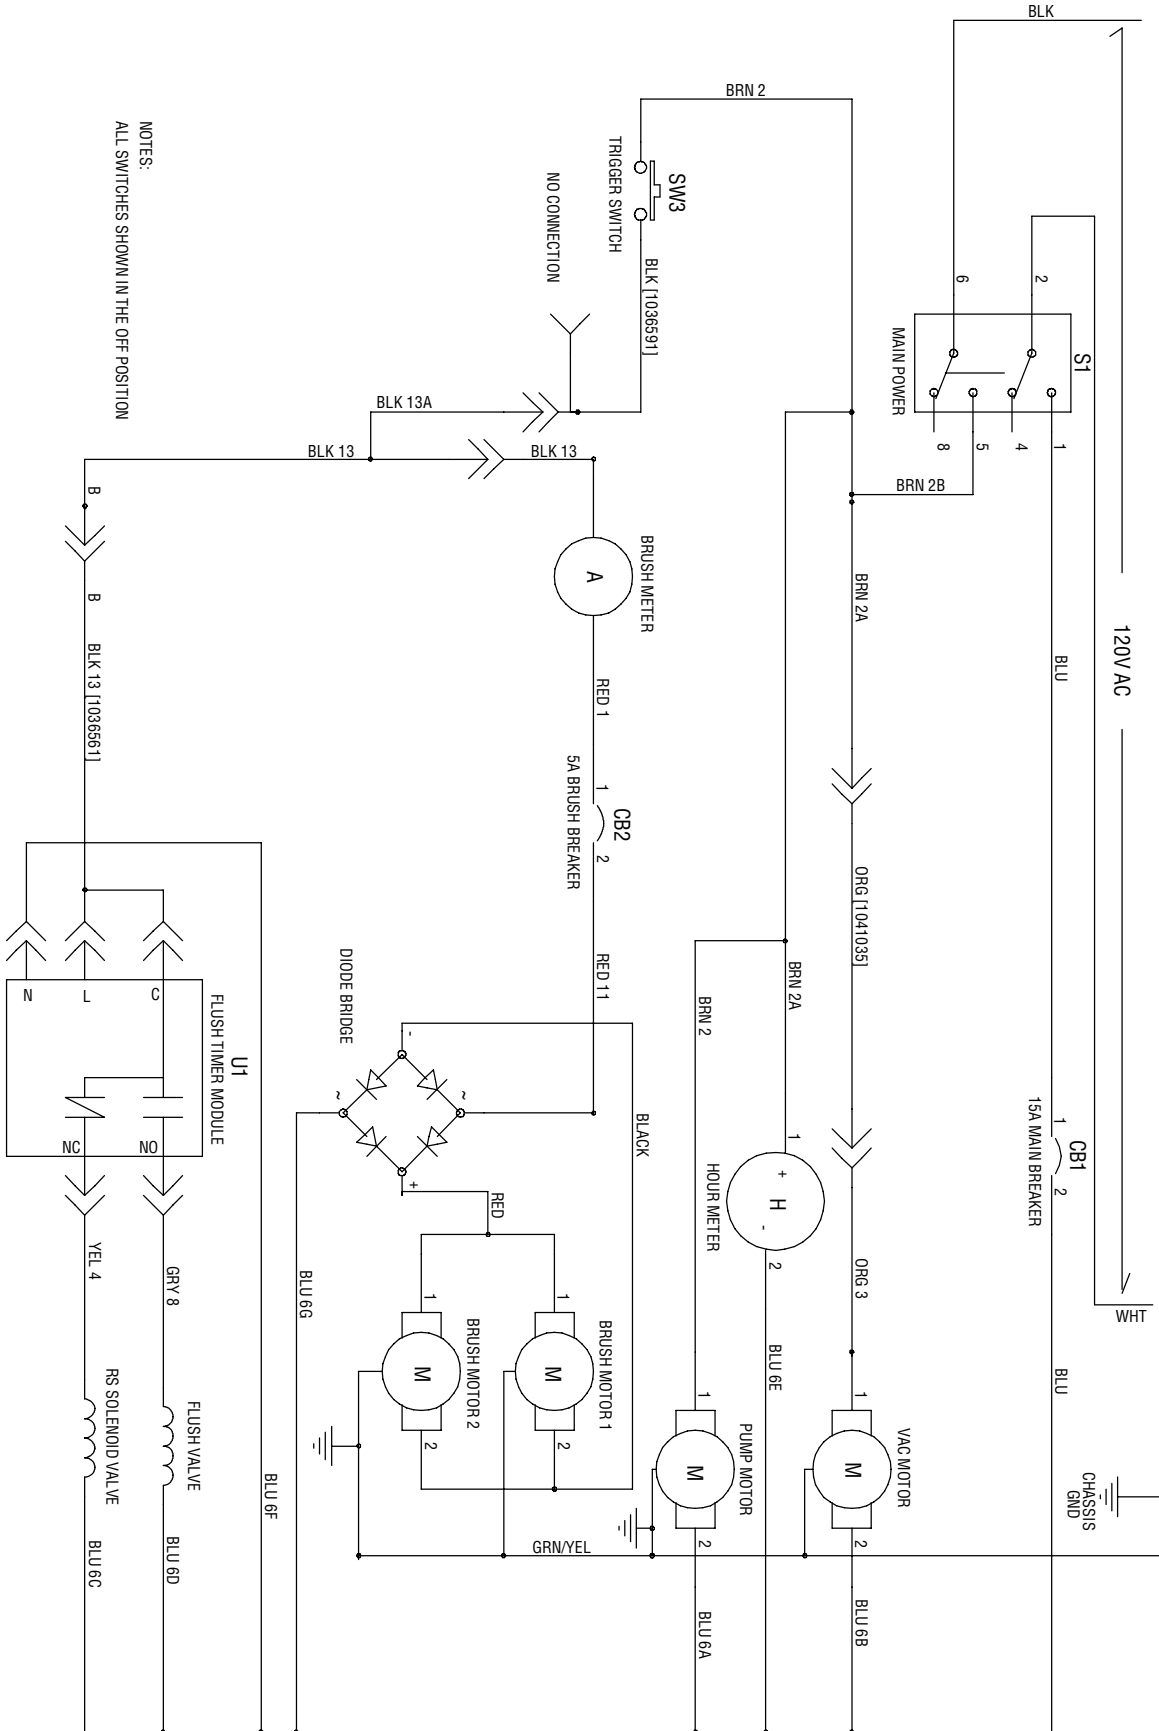 BLK
BRN 2
NOTES:
ALL SWITCHES SHOWN IN THE OFF POSITION
SW3
TRIGGER SWITCH
NO CONNECTION
BLK [1036591]
6
2
S1
MAIN POWER
8
5
4
1
BLK 13A
BLK 13
BLK 13
BRN 2B
B
B
BLK 13 [1036561]
BRUSH METER
A
RED 1
1
CB2
2
5A BRUSH BREAKER
RED 11
BRN 2A
ORG [1041035]
120V AC
BLU
BRN 2
BRN 2A
DIODE BRIDGE
-
~
~
+
BLACK
RED
N
L
C
U1
FLUSH TIMER MODULE
NC
NO
YEL 4
GRY 8
RS SOLENOID VALVE
FLUSH VALVE
BLU 6C
BLU 6D
BLU 6F
BLU 6G
1
1
M
M
BRUSH MOTOR 2
BRUSH MOTOR 1
2
2
1
+
H
-
HOUR METER
2
BLU 6E
ORG 3
1
CB1
2
15A MAIN BREAKER
WHT
BLU
1
M
PUMP MOTOR
2
1
M
VAC MOTOR
2
CHASSIS
GND
GRN/YEL
BLU 6A
BLU 6B